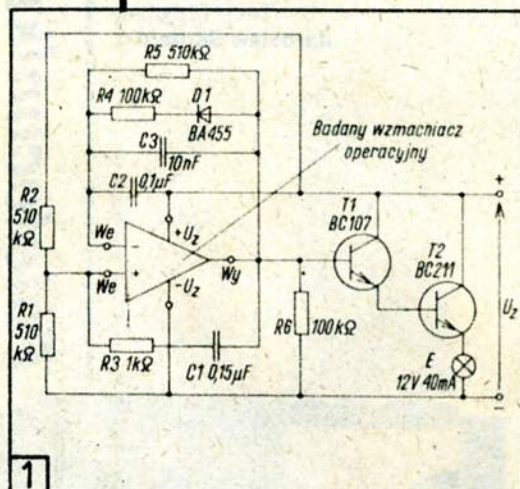 R5 510kΩ
R4 100kΩ
D1
BA455
C3
10nF
C2
0,1µF
Badany wzmacniacz
operacyjny
R2
510
kΩ
We
-
+Uz
T1
BC107
+
We
+
-Uz
Wy
T2
BC211
Uz
R1
510
kΩ
R6
100kΩ
R3 1kΩ
C1 0,15µF
E
12V 40mA
-
1